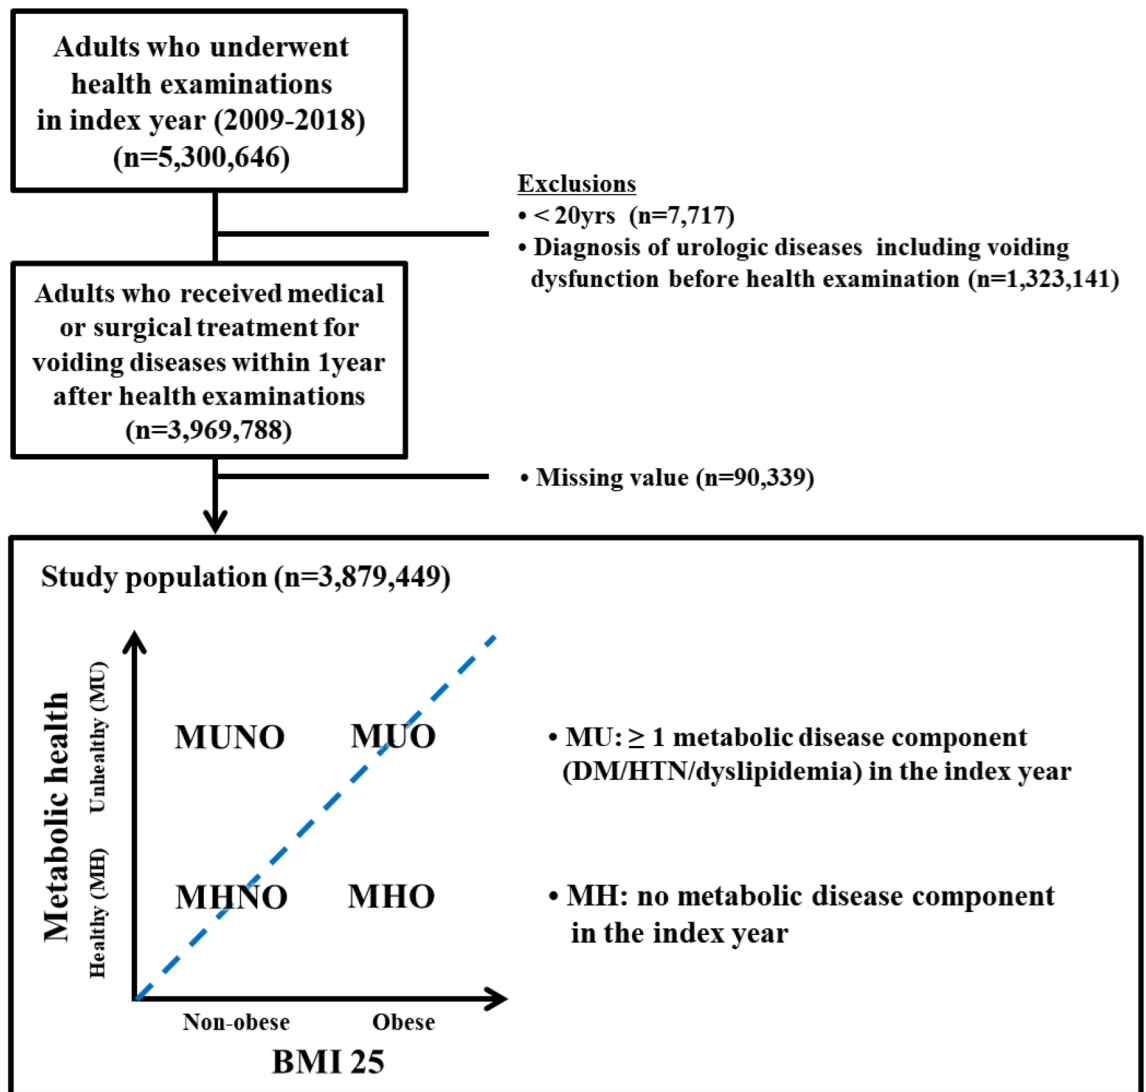 Adults who underwent
health examinations
in index year (2009-2018)
(n=5,300,646)
Exclusions
• < 20yrs (n=7,717)
• Diagnosis of urologic diseases including voiding
dysfunction before health examination (n=1,323,141)
Adults who received medical
or surgical treatment for
voiding diseases within 1year
after health examinations
(n=3,969,788)
• Missing value (n=90,339)
Study population (n=3,879,449)
Metabolic health
Unhealthy (MU)
Healthy (MH)
MUNO
MUO
MHNO
MHO
• MU: ≥ 1 metabolic disease component
(DM/HTN/dyslipidemia) in the index year
• MH: no metabolic disease component
in the index year
Non-obese
Obese
BMI 25